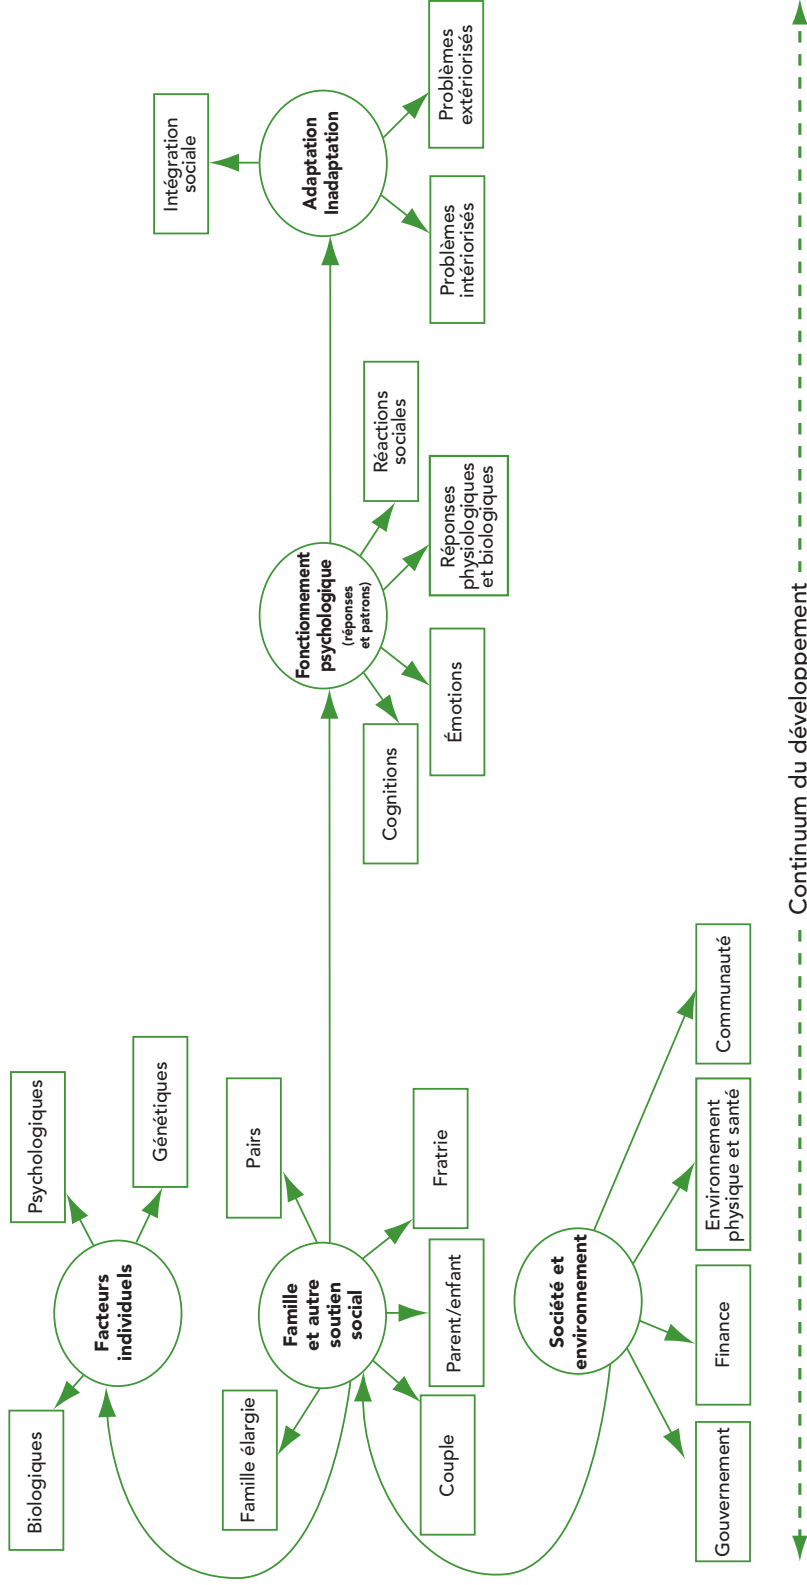 Facteurs
individuels
Biologiques
Psychologiques
Génétiques
Famille
et autre
soutien
social
Famille élargie
Pairs
Couple
Parent/enfant
Fratrie
Société et
environnement
Gouvernement
Finance
Environnement
physique et santé
Communauté
Fonctionnement
psychologique
(réponses
et patrons)
Cognitions
Émotions
Réponses
physiologiques
et biologiques
Réactions
sociales
Adaptation
Inadaptation
Intégration
sociale
Problèmes
intériorisés
Problèmes
extériorisés
Continuum du développement